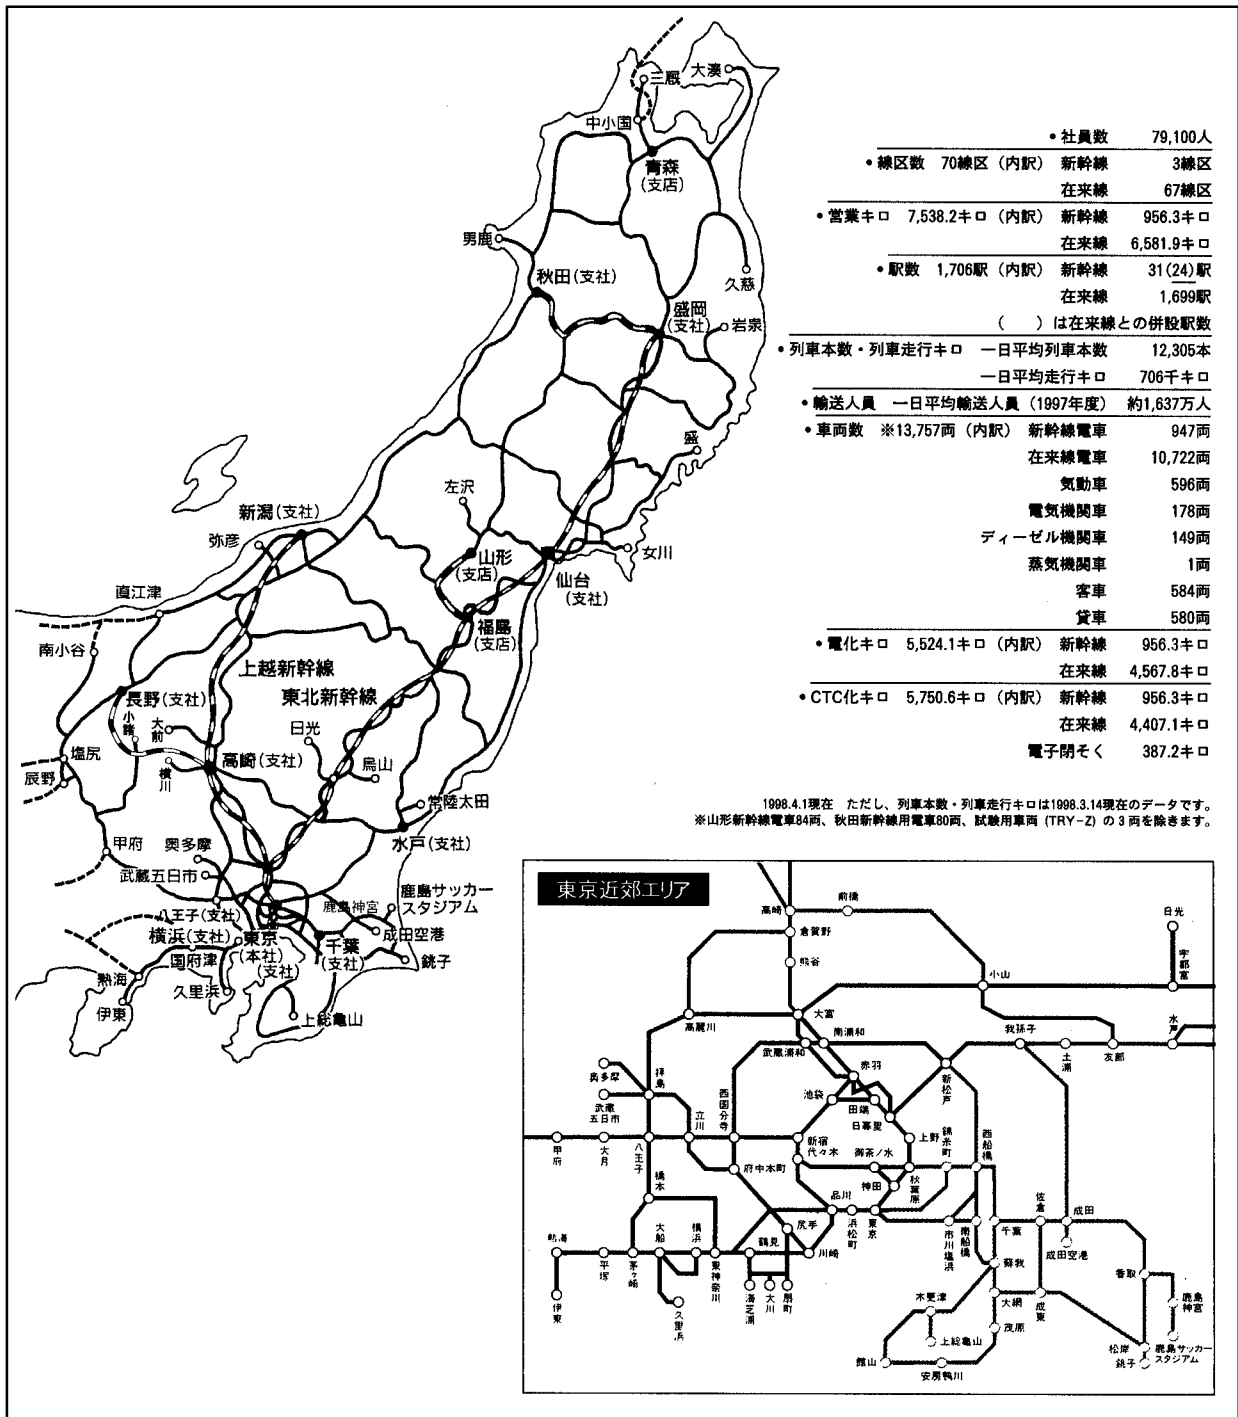 三厩
大湊
中小国
青森
(支店)
男鹿
秋田(支社)
久慈
盛岡
(支社)
岩泉
盛
左沢
新潟(支社)
弥彦
山形
(支店)
女川
仙台
(支社)
直江津
福島
(支店)
南小谷
上越新幹線
東北新幹線
長野(支社)
小諸
大前
日光
塩尻
高崎(支社)
横川
烏山
辰野
常陸太田
甲府
奥多摩
水戸(支社)
武蔵五日市
鹿島サッカー
スタジアム
鹿島神宮
八王子(支社)
横浜(支社)
東京
(本社)
(支社)
千葉
(支社)
成田空港
国府津
銚子
熱海
久里浜
伊東
上総亀山
•社員数 79,100人
•線区数 70線区(内訳) 新幹線 3線区
在来線 67線区
•営業キロ 7,538.2キロ(内訳) 新幹線 956.3キロ
在来線 6,581.9キロ
•駅数 1,706駅(内訳) 新幹線 31(24)駅
在来線 1,699駅
( )は在来線との併設駅数
•列車本数・列車走行キロ 一日平均列車本数 12,305本
一日平均走行キロ 706千キロ
•輸送人員 一日平均輸送人員(1997年度) 約1,637万人
•車両数 ※13,757両(内訳) 新幹線電車 947両
在来線電車 10,722両
気動車 596両
電気機関車 178両
ディーゼル機関車 149両
蒸気機関車 1両
客車 584両
貨車 580両
•電化キロ 5,524.1キロ(内訳) 新幹線 956.3キロ
在来線 4,567.8キロ
•CTC化キロ 5,750.6キロ(内訳) 新幹線 956.3キロ
在来線 4,407.1キロ
電子閉そく 387.2キロ
1998.4.1現在 ただし、列車本数・列車走行キロは1998.3.14現在のデータです。
※山形新幹線電車84両、秋田新幹線用電車80両、試験用車両(TRY-Z)の3両を除きます。
東京近郊エリア
高崎
前橋
日光
倉賀野
熊谷
小山
宇都宮
高麗川
大宮
南浦和
武蔵浦和
我孫子
土浦
友部
水戸
奥多摩
拝島
赤羽
新松戸
武蔵
五日市
立川
西国分寺
池袋
田端
日暮里
甲府
大月
八王子
新宿
代々木
御茶ノ水
上野
錦糸町
西船橋
府中本町
神田
秋葉原
橋本
品川
浜松町
東京
市川塩浜
南船橋
千葉
佐倉
成田
成田空港
熱海
平塚
茅ヶ崎
大船
横浜
東神奈川
鶴見
尻手
川崎
蘇我
香取
伊東
久里浜
海芝浦
大川
扇町
木更津
大網
成東
鹿島
神宮
上総亀山
茂原
館山
安房鴨川
松岸
銚子
鹿島サッカー
スタジアム